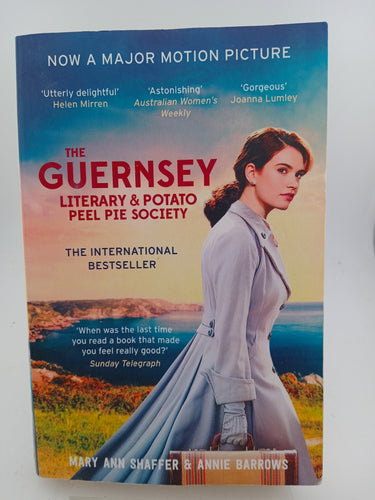 NOW A MAJOR MOTION PICTURE
'Utterly delightful'
Helen Mirren
'Astonishing'
Australian Women's
Weekly
'Gorgeous'
Joanna Lumley
THE
GUERNSEY
LITERARY & POTATO
PEEL PIE SOCIETY
THE INTERNATIONAL
BESTSELLER
'When was the last time
you read a book that made
you feel really good?'
Sunday Telegraph
MARY ANN SHAFFER & ANNIE BARROWS